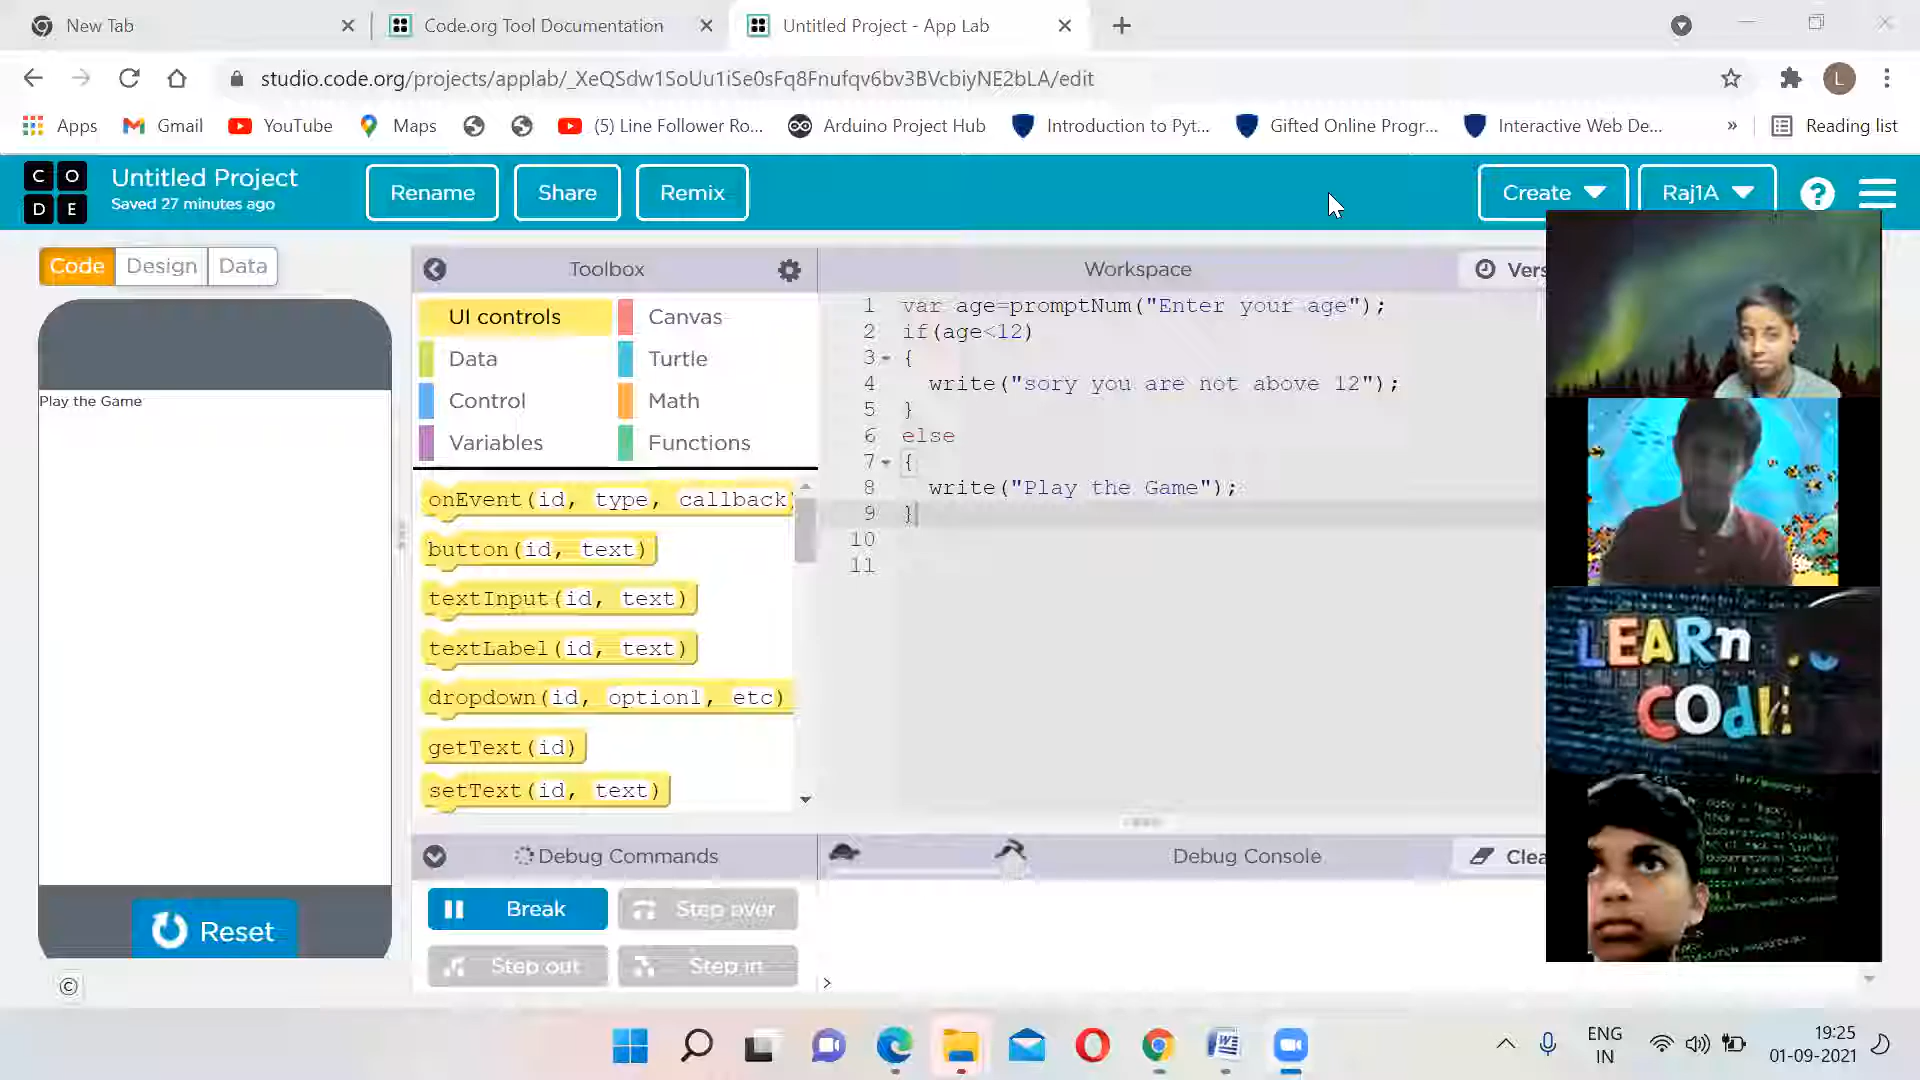 New Tab
Code.org Tool Documentation
Untitled Project - App Lab
studio.code.org/projects/applab/_XeQSdw1SoUu1iSe0sFq8Fnufqv6bv3BVcbiyNE2bLA/edit
L
Apps
Gmail
YouTube
Maps
(5) Line Follower Ro...
Arduino Project Hub
Introduction to Pyt...
Gifted Online Progr...
Interactive Web De...
»
Reading list
CODE
Untitled Project
Saved 27 minutes ago
Rename
Share
Remix
Create
Raj1A
?
Code
Design
Data
Toolbox
Workspace
Vers
Play the Game
UI controls
Canvas
Data
Turtle
Control
Math
Variables
Functions
onEvent(id, type, callback)
button(id, text)
textInput(id, text)
textLabel(id, text)
dropdown(id, option1, etc)
getText(id)
setText(id, text)
1 var age=promptNum("Enter your age");
2 if(age<12)
3 {
4 write("sory you are not above 12");
5 }
6 else
7 {
8 write("Play the Game");
9 }
10
11
LEARn
Debug Commands
Debug Console
Clea
Break
Step over
Step out
Step in
Reset
©
>
ENG
IN
19:25
01-09-2021